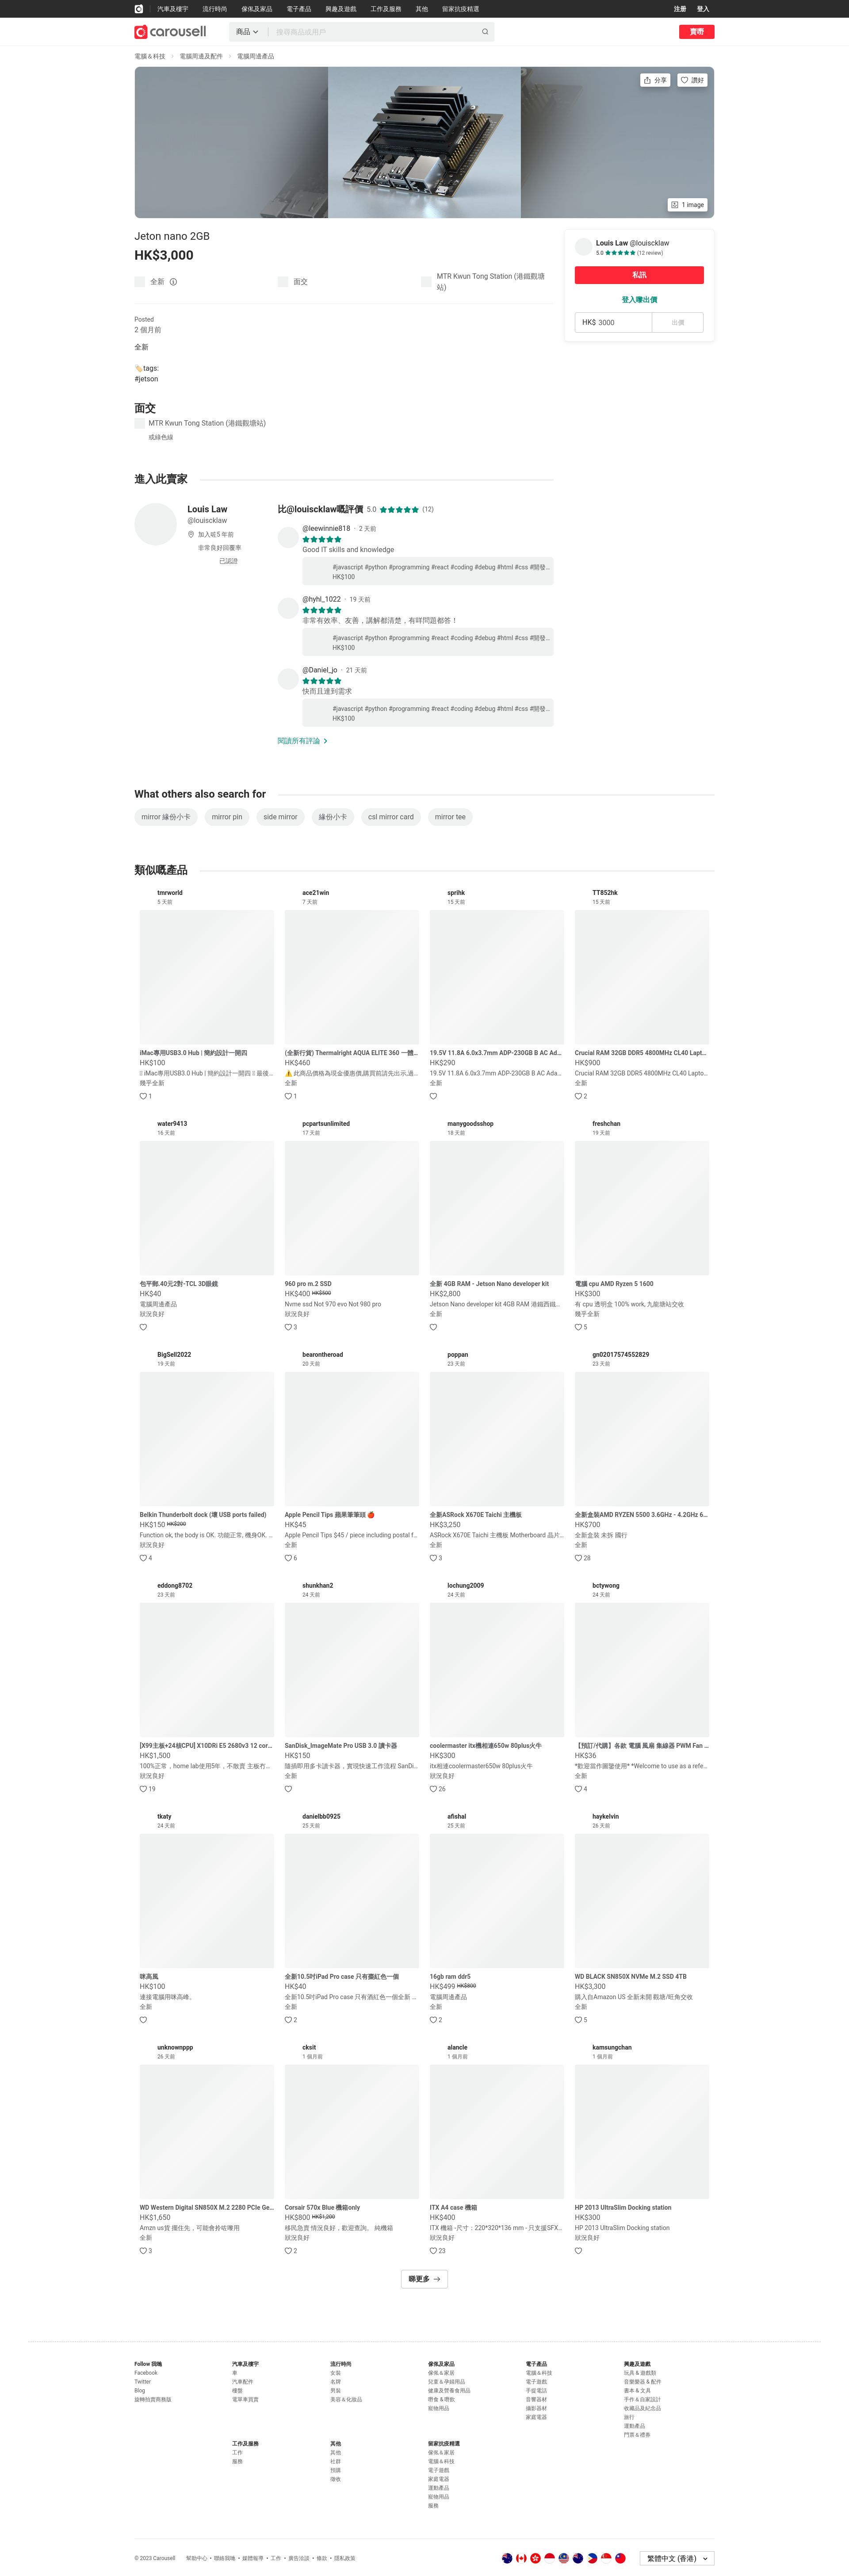 汽車及樓宇 流行時尚 傢俬及家品 電子產品 興趣及遊戲 工作及服務 其他 留家抗疫精選 註冊 登入
carousell 商品 搜尋商品或用戶 賣嘢
電腦＆科技 電腦周邊及配件 電腦周邊產品
分享 讚好
1 image
Jeton nano 2GB
HK$3,000
全新 面交 MTR Kwun Tong Station (港鐵觀塘站)
Posted
2 個月前
全新
🏷️tags:
#jetson
面交
MTR Kwun Tong Station (港鐵觀塘站)
或綠色線
Louis Law @louiscklaw
5.0 (12 review)
私訊
登入嚟出價
HK$ 3000 出價
進入此賣家
Louis Law
@louiscklaw
加入咗5 年前
非常良好回覆率
已認證
比@louiscklaw嘅評價 5.0 (12)
@leewinnie818 · 2 天前
Good IT skills and knowledge
#javascript #python #programming #react #coding #debug #html #css #開發...
HK$100
@hyhl_1022 · 19 天前
非常有效率、友善，講解都清楚，有咩問題都答！
#javascript #python #programming #react #coding #debug #html #css #開發...
HK$100
@Daniel_jo · 21 天前
快而且達到需求
#javascript #python #programming #react #coding #debug #html #css #開發...
HK$100
閱讀所有評論
What others also search for
mirror 緣份小卡 mirror pin side mirror 緣份小卡 csl mirror card mirror tee
類似嘅產品
tmrworld
5 天前
iMac專用USB3.0 Hub | 簡約設計一開四
HK$100
iMac專用USB3.0 Hub | 簡約設計一開四
幾乎全新
1
ace21win
7 天前
(全新行貨) Thermalright AQUA ELITE 360 一體...
HK$460
⚠️ 此商品價格為現金優惠價,購買前請先出示,過...
全新
1
sprihk
15 天前
19.5V 11.8A 6.0x3.7mm ADP-230GB B AC Ad...
HK$290
19.5V 11.8A 6.0x3.7mm ADP-230GB B AC Ada...
全新
TT852hk
15 天前
Crucial RAM 32GB DDR5 4800MHz CL40 Lapt...
HK$900
Crucial RAM 32GB DDR5 4800MHz CL40 Lapto...
全新
2
water9413
16 天前
包平郵.40元2對-TCL 3D眼鏡
HK$40
電腦周邊產品
狀況良好
pcpartsunlimited
17 天前
960 pro m.2 SSD
HK$400 HK$500
Nvme ssd Not 970 evo Not 980 pro
狀況良好
3
manygoodsshop
18 天前
全新 4GB RAM - Jetson Nano developer kit
HK$2,800
Jetson Nano developer kit 4GB RAM 港鐵西鐵...
全新
freshchan
19 天前
電腦 cpu AMD Ryzen 5 1600
HK$300
有 cpu 透明盒 100% work, 九龍塘站交收
幾乎全新
5
BigSell2022
19 天前
Belkin Thunderbolt dock (壞 USB ports failed)
HK$150 HK$200
Function ok, the body is OK. 功能正常, 機身OK. ...
狀況良好
4
bearontheroad
20 天前
Apple Pencil Tips 蘋果筆筆頭 🍎
HK$45
Apple Pencil Tips $45 / piece including postal f...
全新
6
poppan
23 天前
全新ASRock X670E Taichi 主機板
HK$3,250
ASRock X670E Taichi 主機板 Motherboard 晶片...
全新
3
gn02017574552829
23 天前
全新盒裝AMD RYZEN 5500 3.6GHz - 4.2GHz 6...
HK$700
全新盒裝 未拆 國行
全新
28
eddong8702
23 天前
[X99主板+24核CPU] X10DRi E5 2680v3 12 cor...
HK$1,500
100%正常，home lab使用5年，不散賣 主板冇...
狀況良好
19
shunkhan2
24 天前
SanDisk_ImageMate Pro USB 3.0 讀卡器
HK$150
隨插即用多卡讀卡器，實現快速工作流程 SanDi...
全新
lochung2009
24 天前
coolermaster itx機相連650w 80plus火牛
HK$300
itx相連coolermaster650w 80plus火牛
狀況良好
26
bctywong
24 天前
【預訂/代購】各款 電腦 風扇 集線器 PWM Fan ...
HK$36
*歡迎當作圖鑒使用* *Welcome to use as a refe...
全新
4
tkaty
24 天前
咪高風
HK$100
連接電腦用咪高峰。
全新
danielbb0925
25 天前
全新10.5吋iPad Pro case 只有棗紅色一個
HK$40
全新10.5吋iPad Pro case 只有酒紅色一個全新 ...
全新
2
afishal
25 天前
16gb ram ddr5
HK$499 HK$800
電腦周邊產品
全新
2
haykelvin
26 天前
WD BLACK SN850X NVMe M.2 SSD 4TB
HK$3,300
購入自Amazon US 全新未開 觀塘/旺角交收
全新
5
unknownppp
26 天前
WD Western Digital SN850X M.2 2280 PCIe Ge...
HK$1,650
Amzn us貨 攞住先，可能會拎咗嚟用
全新
3
cksit
1 個月前
Corsair 570x Blue 機箱only
HK$800 HK$1,200
移民急賣 情況良好，歡迎查詢。 純機箱
狀況良好
2
alancle
1 個月前
ITX A4 case 機箱
HK$400
ITX 機箱 -尺寸：220*320*136 mm - 只支援SFX...
狀況良好
23
kamsungchan
1 個月前
HP 2013 UltraSlim Docking station
HK$300
HP 2013 UltraSlim Docking station
狀況良好
睇更多
Follow 我哋
Facebook
Twitter
Blog
旋轉拍賣商務版
汽車及樓宇
車
汽車配件
樓盤
電單車買賣
流行時尚
女裝
名牌
男裝
美容＆化妝品
傢俬及家品
傢俬＆家居
兒童＆孕婦用品
健康及營養食用品
嘢食 & 嘢飲
寵物用品
電子產品
電腦＆科技
電子遊戲
手提電話
音響器材
攝影器材
家庭電器
興趣及遊戲
玩具 & 遊戲類
音樂樂器 & 配件
書本 & 文具
手作＆自家設計
收藏品及紀念品
旅行
運動產品
門票＆禮券
工作及服務
工作
服務
其他
其他
社群
預購
徵收
留家抗疫精選
傢俬＆家居
電腦＆科技
電子遊戲
家庭電器
運動產品
寵物用品
服務
© 2023 Carousell 幫助中心 • 聯絡我哋 • 媒體報導 • 工作 • 廣告洽談 • 條款 • 隱私政策 繁體中文 (香港)